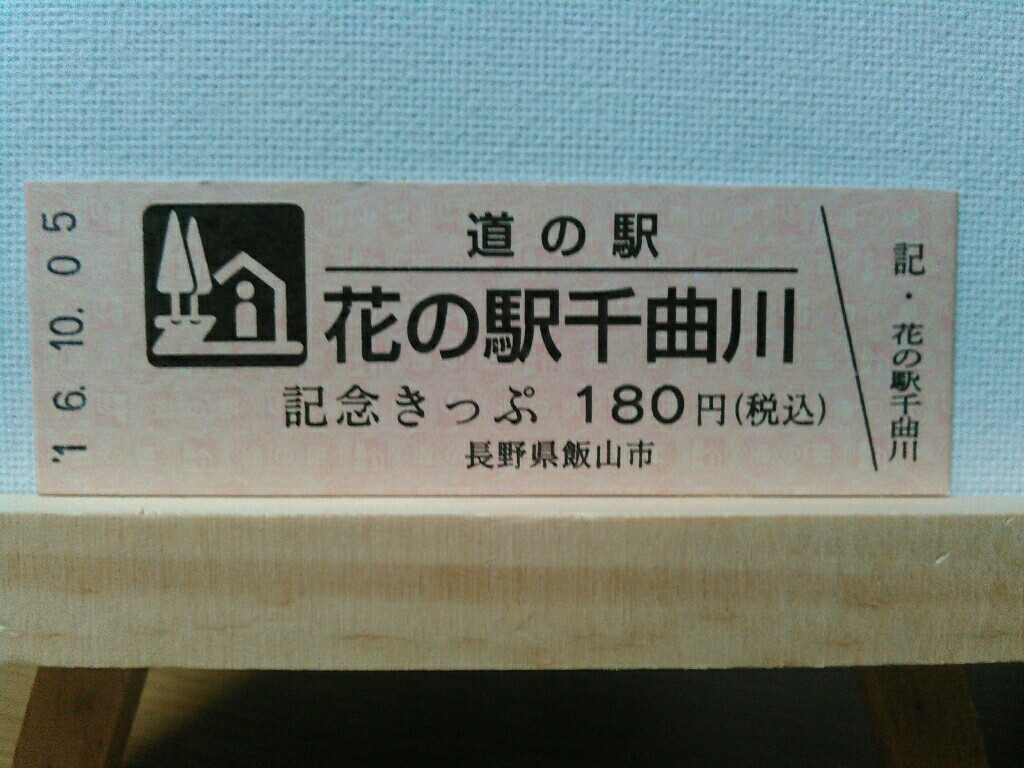 '16.10.05
道の駅
花の駅千曲川
記念きっぷ 180円(税込)
長野県飯山市
記・花の駅千曲川